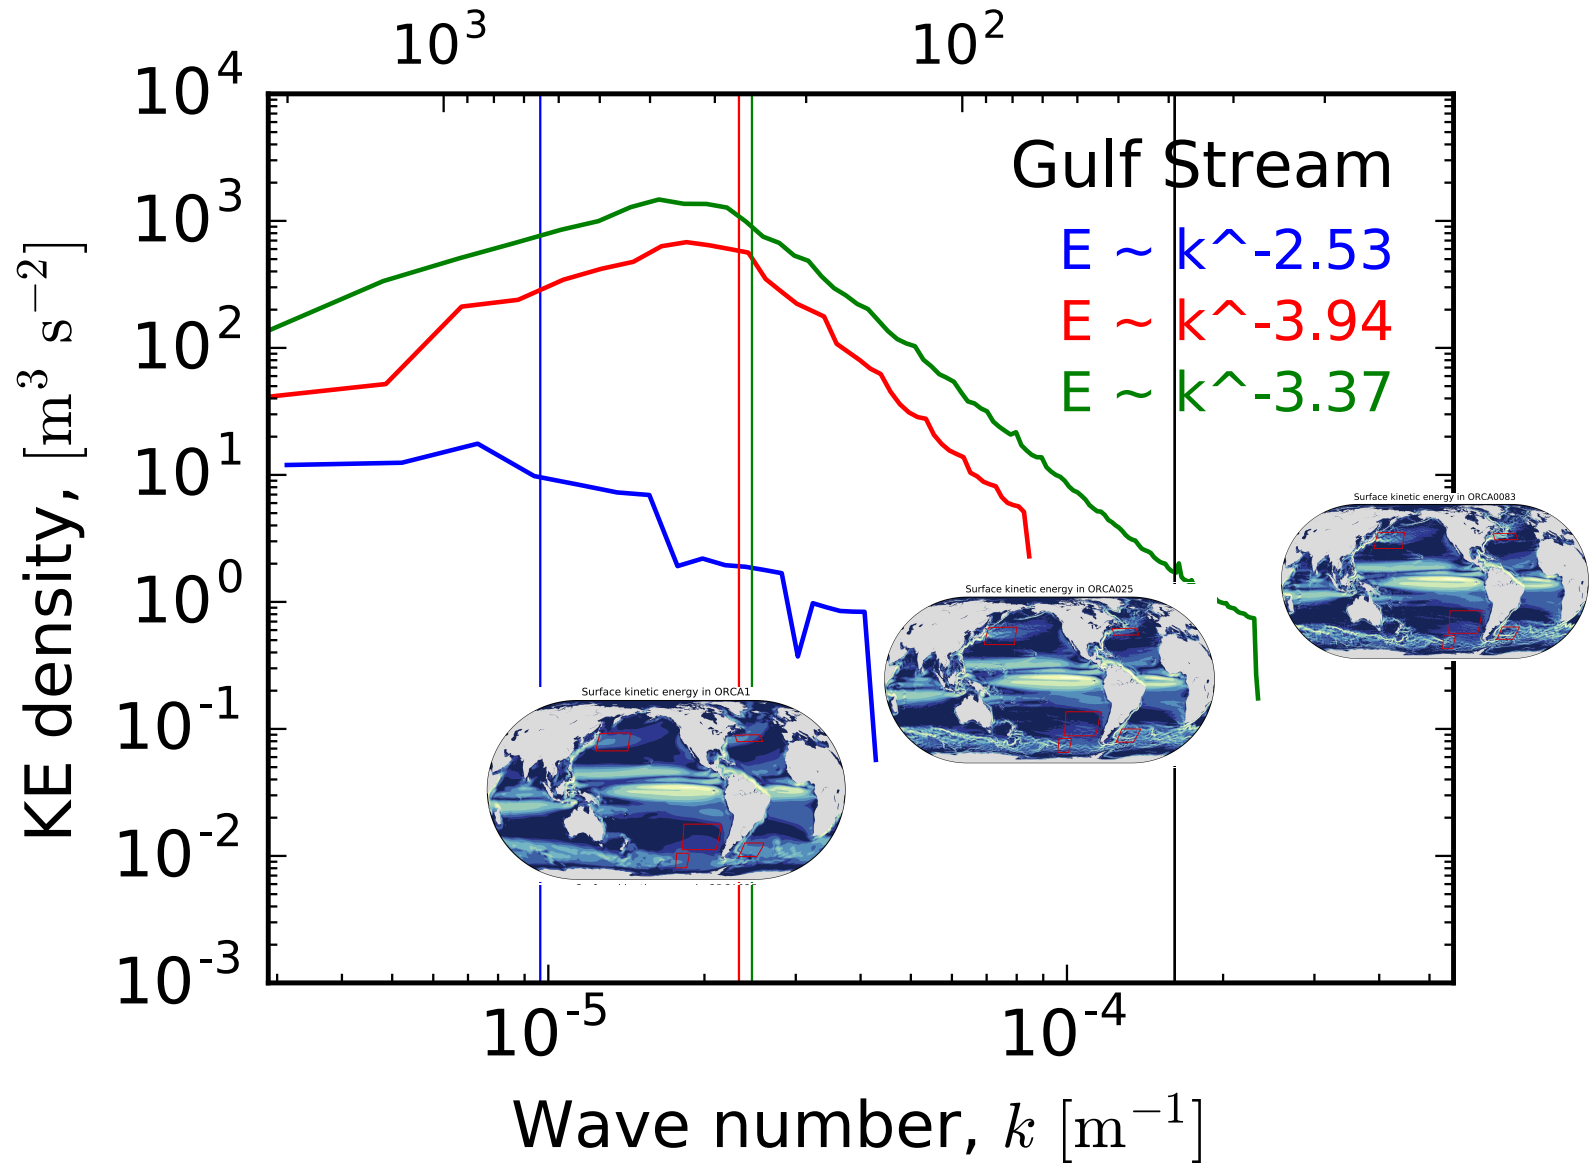 10^3 10^2
10^4
10^3
10^2
10^1
10^0
10^-1
10^-2
10^-3
KE density, [m^3 s^−2]
Gulf Stream
E ~ k^-2.53
E ~ k^-3.94
E ~ k^-3.37
Surface kinetic energy in ORCA0083
Surface kinetic energy in ORCA025
Surface kinetic energy in ORCA1
10^-5 10^-4
Wave number, k [m^−1]